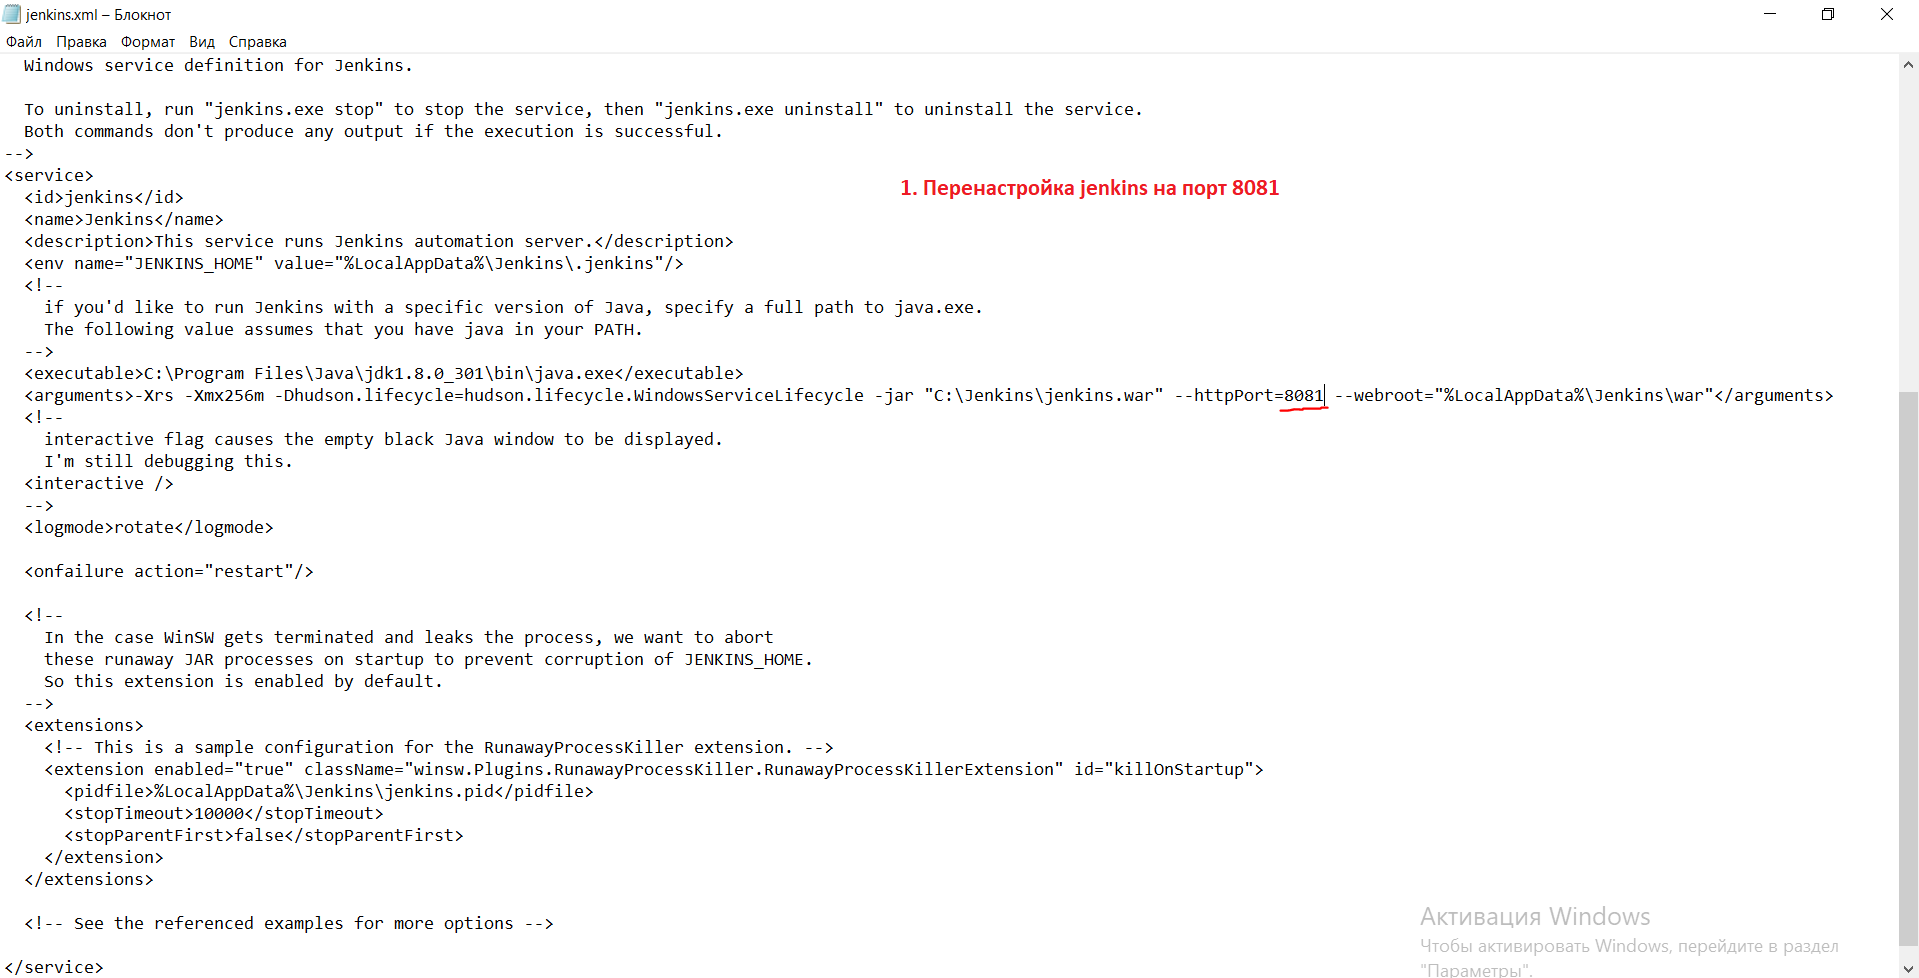 jenkins.xml – Блокнот
Файл Правка Формат Вид Справка
Windows service definition for Jenkins.
To uninstall, run "jenkins.exe stop" to stop the service, then "jenkins.exe uninstall" to uninstall the service.
Both commands don't produce any output if the execution is successful.
-->
<service>
1. Перенастройка jenkins на порт 8081
<id>jenkins</id>
<name>Jenkins</name>
<description>This service runs Jenkins automation server.</description>
<env name="JENKINS_HOME" value="%LocalAppData%\Jenkins\.jenkins"/>
<!--
if you'd like to run Jenkins with a specific version of Java, specify a full path to java.exe.
The following value assumes that you have java in your PATH.
-->
<executable>C:\Program Files\Java\jdk1.8.0_301\bin\java.exe</executable>
<arguments>-Xrs -Xmx256m -Dhudson.lifecycle=hudson.lifecycle.WindowsServiceLifecycle -jar "C:\Jenkins\jenkins.war" --httpPort=8081 --webroot="%LocalAppData%\Jenkins\war"</arguments>
<!--
interactive flag causes the empty black Java window to be displayed.
I'm still debugging this.
<interactive />
-->
<logmode>rotate</logmode>
<onfailure action="restart"/>
<!--
In the case WinSW gets terminated and leaks the process, we want to abort
these runaway JAR processes on startup to prevent corruption of JENKINS_HOME.
So this extension is enabled by default.
-->
<extensions>
<!-- This is a sample configuration for the RunawayProcessKiller extension. -->
<extension enabled="true" className="winsw.Plugins.RunawayProcessKiller.RunawayProcessKillerExtension" id="killOnStartup">
<pidfile>%LocalAppData%\Jenkins\jenkins.pid</pidfile>
<stopTimeout>10000</stopTimeout>
<stopParentFirst>false</stopParentFirst>
</extension>
</extensions>
<!-- See the referenced examples for more options -->
</service>
Активация Windows
Чтобы активировать Windows, перейдите в раздел
"Параметры".